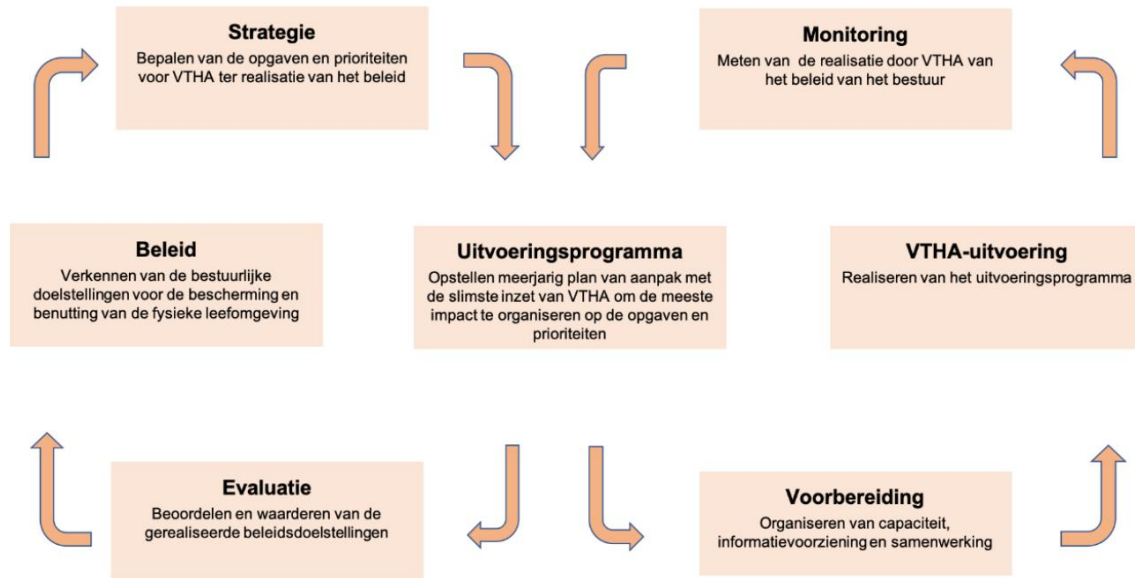 Strategie
Bepalen van de opgaven en prioriteiten
voor VTHA ter realisatie van het beleid
Monitoring
Meten van de realisatie door VTHA van
het beleid van het bestuur
Beleid
Verkennen van de bestuurlijke
doelstellingen voor de bescherming en
benutting van de fysieke leefomgeving
Uitvoeringsprogramma
Opstellen meerjarig plan van aanpak met
de slimste inzet van VTHA om de meeste
impact te organiseren op de opgaven en
prioriteiten
VTHA-uitvoering
Realiseren van het uitvoeringsprogramma
Evaluatie
Beoordelen en waarderen van de
gerealiseerde beleidsdoelstellingen
Voorbereiding
Organiseren van capaciteit,
informatievoorziening en samenwerking